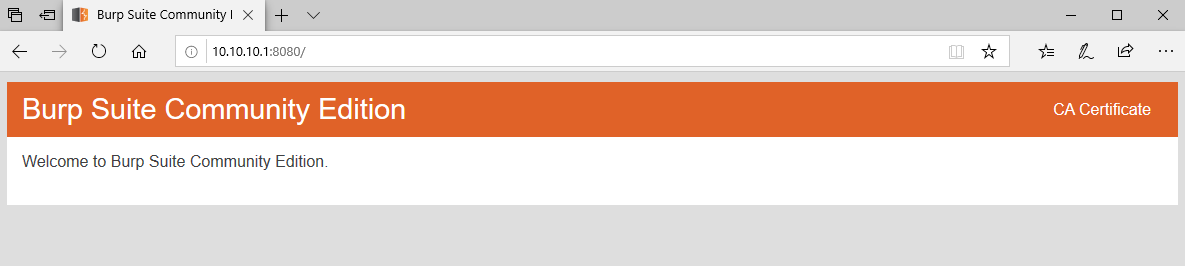 Burp Suite Community I
10.10.10.1:8080/
Burp Suite Community Edition
CA Certificate
Welcome to Burp Suite Community Edition.